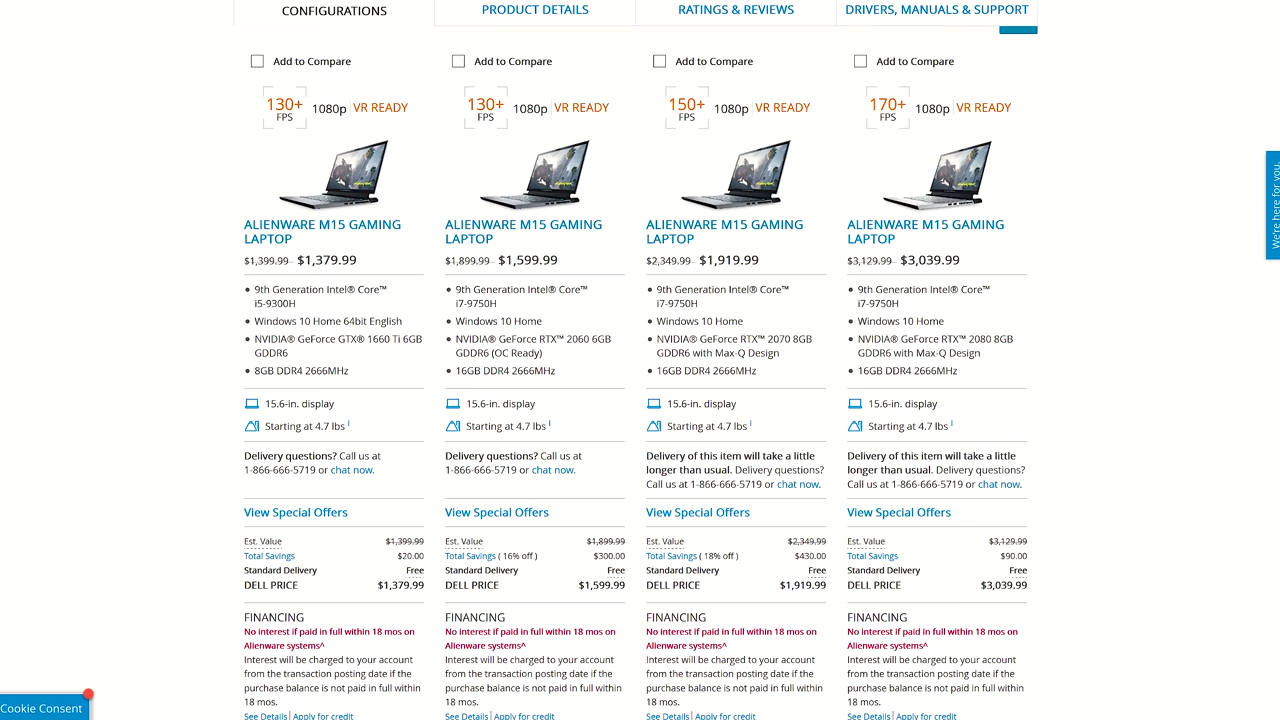 CONFIGURATIONS
PRODUCT DETAILS
RATINGS & REVIEWS
DRIVERS, MANUALS & SUPPORT
Add to Compare
130+
FPS
1080p
VR READY
ALIENWARE M15 GAMING
LAPTOP
$1,399.99 $1,379.99
9th Generation Intel® Core™
i5-9300H
Windows 10 Home 64bit English
NVIDIA® GeForce GTX® 1660 Ti 6GB
GDDR6
8GB DDR4 2666MHz
15.6-in. display
Starting at 4.7 lbs i
Delivery questions? Call us at
1-866-666-5719 or chat now.
View Special Offers
Est. Value $1,399.99
Total Savings $20.00
Standard Delivery Free
DELL PRICE $1,379.99
FINANCING
No interest if paid in full within 18 mos on
Alienware systems^
Interest will be charged to your account
from the transaction posting date if the
purchase balance is not paid in full within
18 mos.
See Details | Apply for credit
Add to Compare
130+
FPS
1080p
VR READY
ALIENWARE M15 GAMING
LAPTOP
$1,899.99 $1,599.99
9th Generation Intel® Core™
i7-9750H
Windows 10 Home
NVIDIA® GeForce RTX™ 2060 6GB
GDDR6 (OC Ready)
16GB DDR4 2666MHz
15.6-in. display
Starting at 4.7 lbs i
Delivery questions? Call us at
1-866-666-5719 or chat now.
View Special Offers
Est. Value $1,899.99
Total Savings ( 16% off ) $300.00
Standard Delivery Free
DELL PRICE $1,599.99
FINANCING
No interest if paid in full within 18 mos on
Alienware systems^
Interest will be charged to your account
from the transaction posting date if the
purchase balance is not paid in full within
18 mos.
See Details | Apply for credit
Add to Compare
150+
FPS
1080p
VR READY
ALIENWARE M15 GAMING
LAPTOP
$2,349.99 $1,919.99
9th Generation Intel® Core™
i7-9750H
Windows 10 Home
NVIDIA® GeForce RTX™ 2070 8GB
GDDR6 with Max-Q Design
16GB DDR4 2666MHz
15.6-in. display
Starting at 4.7 lbs i
Delivery of this item will take a little
longer than usual. Delivery questions?
Call us at 1-866-666-5719 or chat now.
View Special Offers
Est. Value $2,349.99
Total Savings ( 18% off ) $430.00
Standard Delivery Free
DELL PRICE $1,919.99
FINANCING
No interest if paid in full within 18 mos on
Alienware systems^
Interest will be charged to your account
from the transaction posting date if the
purchase balance is not paid in full within
18 mos.
See Details | Apply for credit
Add to Compare
170+
FPS
1080p
VR READY
ALIENWARE M15 GAMING
LAPTOP
$3,129.99 $3,039.99
9th Generation Intel® Core™
i7-9750H
Windows 10 Home
NVIDIA® GeForce RTX™ 2080 8GB
GDDR6 with Max-Q Design
16GB DDR4 2666MHz
15.6-in. display
Starting at 4.7 lbs i
Delivery of this item will take a little
longer than usual. Delivery questions?
Call us at 1-866-666-5719 or chat now.
View Special Offers
Est. Value $3,129.99
Total Savings $90.00
Standard Delivery Free
DELL PRICE $3,039.99
FINANCING
No interest if paid in full within 18 mos on
Alienware systems^
Interest will be charged to your account
from the transaction posting date if the
purchase balance is not paid in full within
18 mos.
See Details | Apply for credit
We're here for you.
Cookie Consent